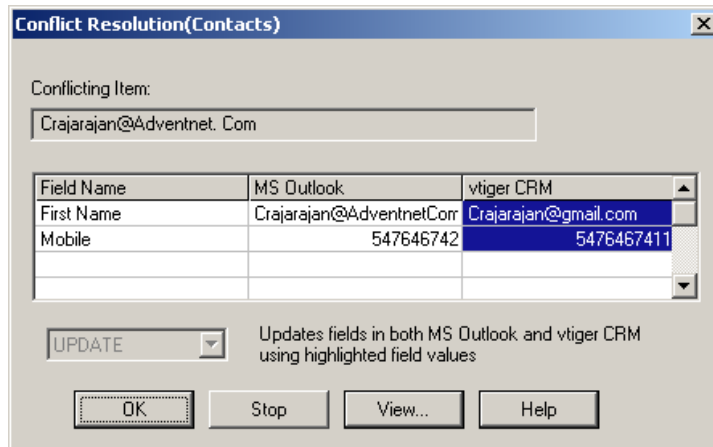 Conflict Resolution(Contacts)
Conflicting Item:
Crajarajan@Adventnet. Com
Field Name MS Outlook vtiger CRM
First Name Crajarajan@AdventnetCom Crajarajan@gmail.com
Mobile 547646742 5476467411
UPDATE Updates fields in both MS Outlook and vtiger CRM
using highlighted field values
OK Stop View... Help